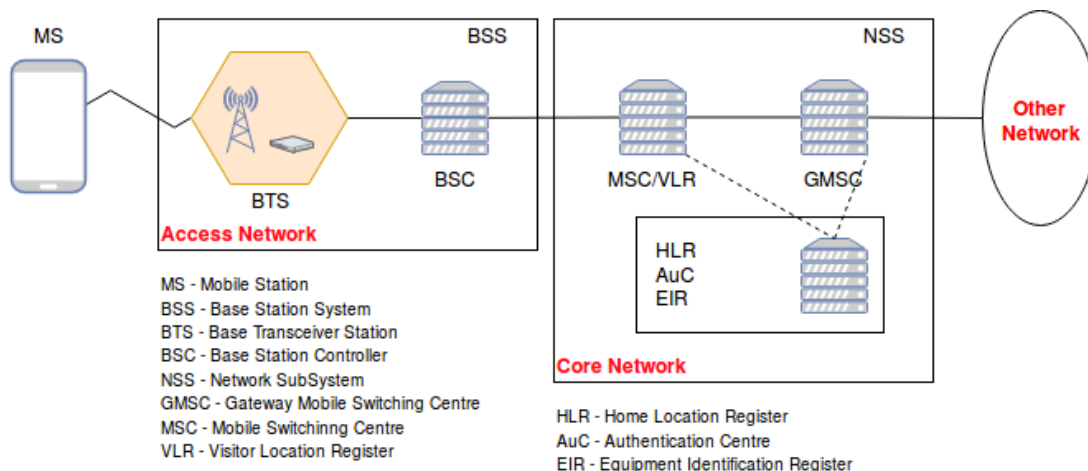 MS
BSS
NSS
Other
Network
BTS
BSC
MSC/VLR
GMSC
Access Network
HLR
AuC
EIR
Core Network
MS - Mobile Station
BSS - Base Station System
BTS - Base Transceiver Station
BSC - Base Station Controller
NSS - Network SubSystem
GMSC - Gateway Mobile Switching Centre
MSC - Mobile Switchinng Centre
VLR - Visitor Location Register
HLR - Home Location Register
AuC - Authentication Centre
EIR - Equipment Identification Register